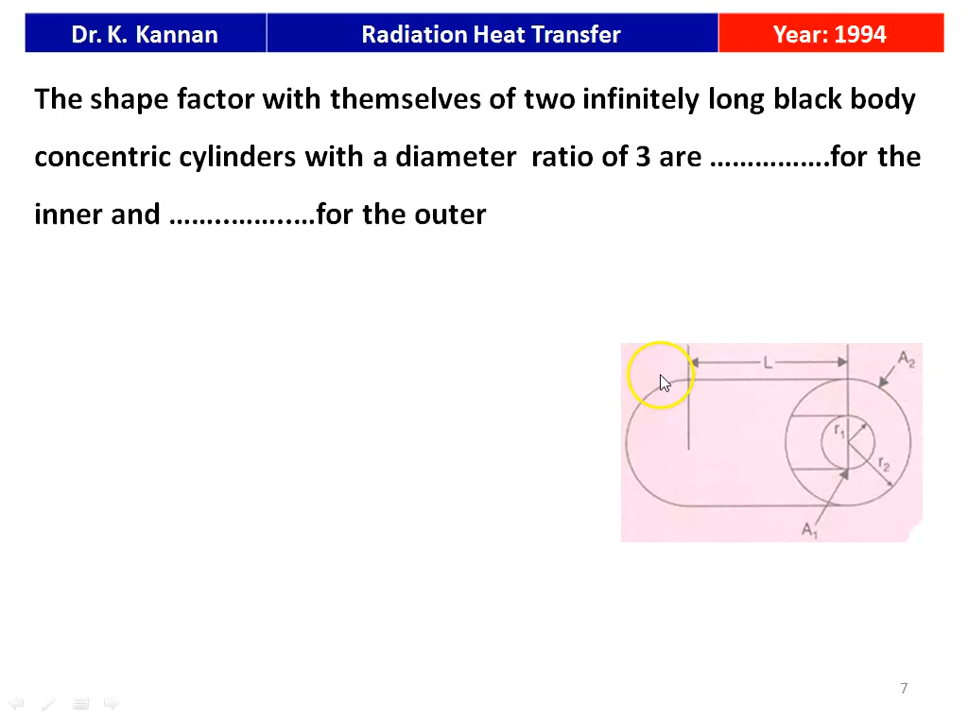 Dr. K. Kannan Radiation Heat Transfer Year: 1994
The shape factor with themselves of two infinitely long black body
concentric cylinders with a diameter ratio of 3 are …………….for the
inner and ……..……..…for the outer
L
A2
r1
r2
A1
7